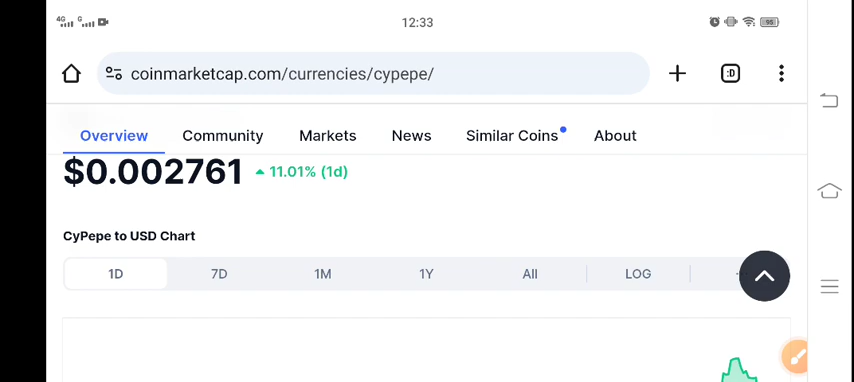 4G G 12:33 95
coinmarketcap.com/currencies/cypepe/ :D
Overview Community Markets News Similar Coins About
$0.002761 11.01% (1d)
CyPepe to USD Chart
1D 7D 1M 1Y All LOG